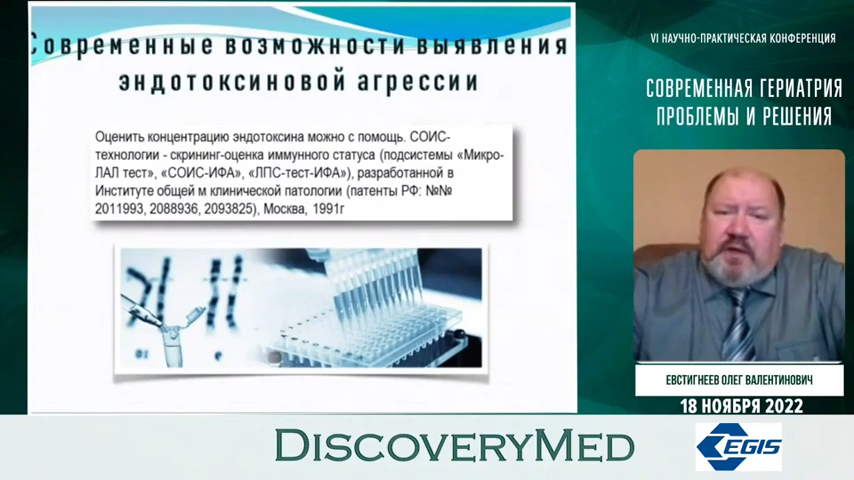 Современные возможности выявления
эндотоксиновой агрессии
Оценить концентрацию эндотоксина можно с помощь. СОИС-
технологии - скрининг-оценка иммунного статуса (подсистемы «Микро-
ЛАЛ тест», «СОИС-ИФА», «ЛПС-тест-ИФА»), разработанной в
Институте общей м клинической патологии (патенты РФ: №№
2011993, 2088936, 2093825), Москва, 1991г
VI НАУЧНО-ПРАКТИЧЕСКАЯ КОНФЕРЕНЦИЯ
СОВРЕМЕННАЯ ГЕРИАТРИЯ
ПРОБЛЕМЫ И РЕШЕНИЯ
ЕВСТИГНЕЕВ ОЛЕГ ВАЛЕНТИНОВИЧ
18 НОЯБРЯ 2022
DISCOVERYMED
EGIS